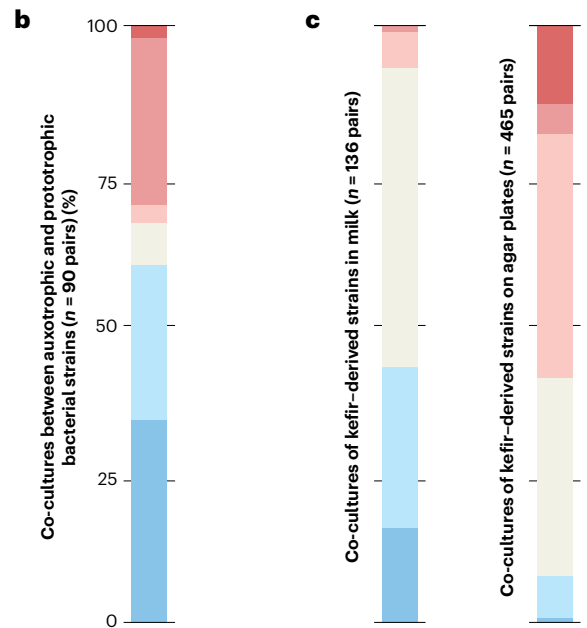 b
Co-cultures between auxotrophic and prototrophic
bacterial strains (n = 90 pairs) (%)
100
75
50
25
0
c
Co-cultures of kefir–derived strains in milk (n = 136 pairs)
Co-cultures of kefir–derived strains on agar plates (n = 465 pairs)